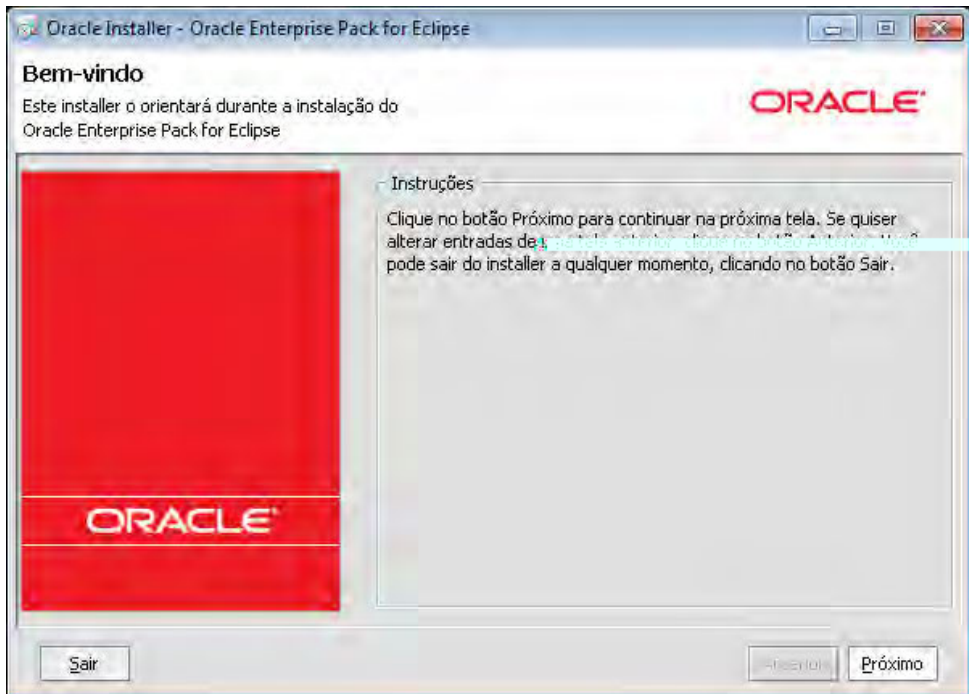 Oracle Installer - Oracle Enterprise Pack for Eclipse
Bem-vindo
Este installer o orientará durante a instalação do
Oracle Enterprise Pack for Eclipse
ORACLE
Instruções
Clique no botão Próximo para continuar na próxima tela. Se quiser
alterar entradas de
pode sair do installer a qualquer momento, clicando no botão Sair.
ORACLE
Sair
Próximo